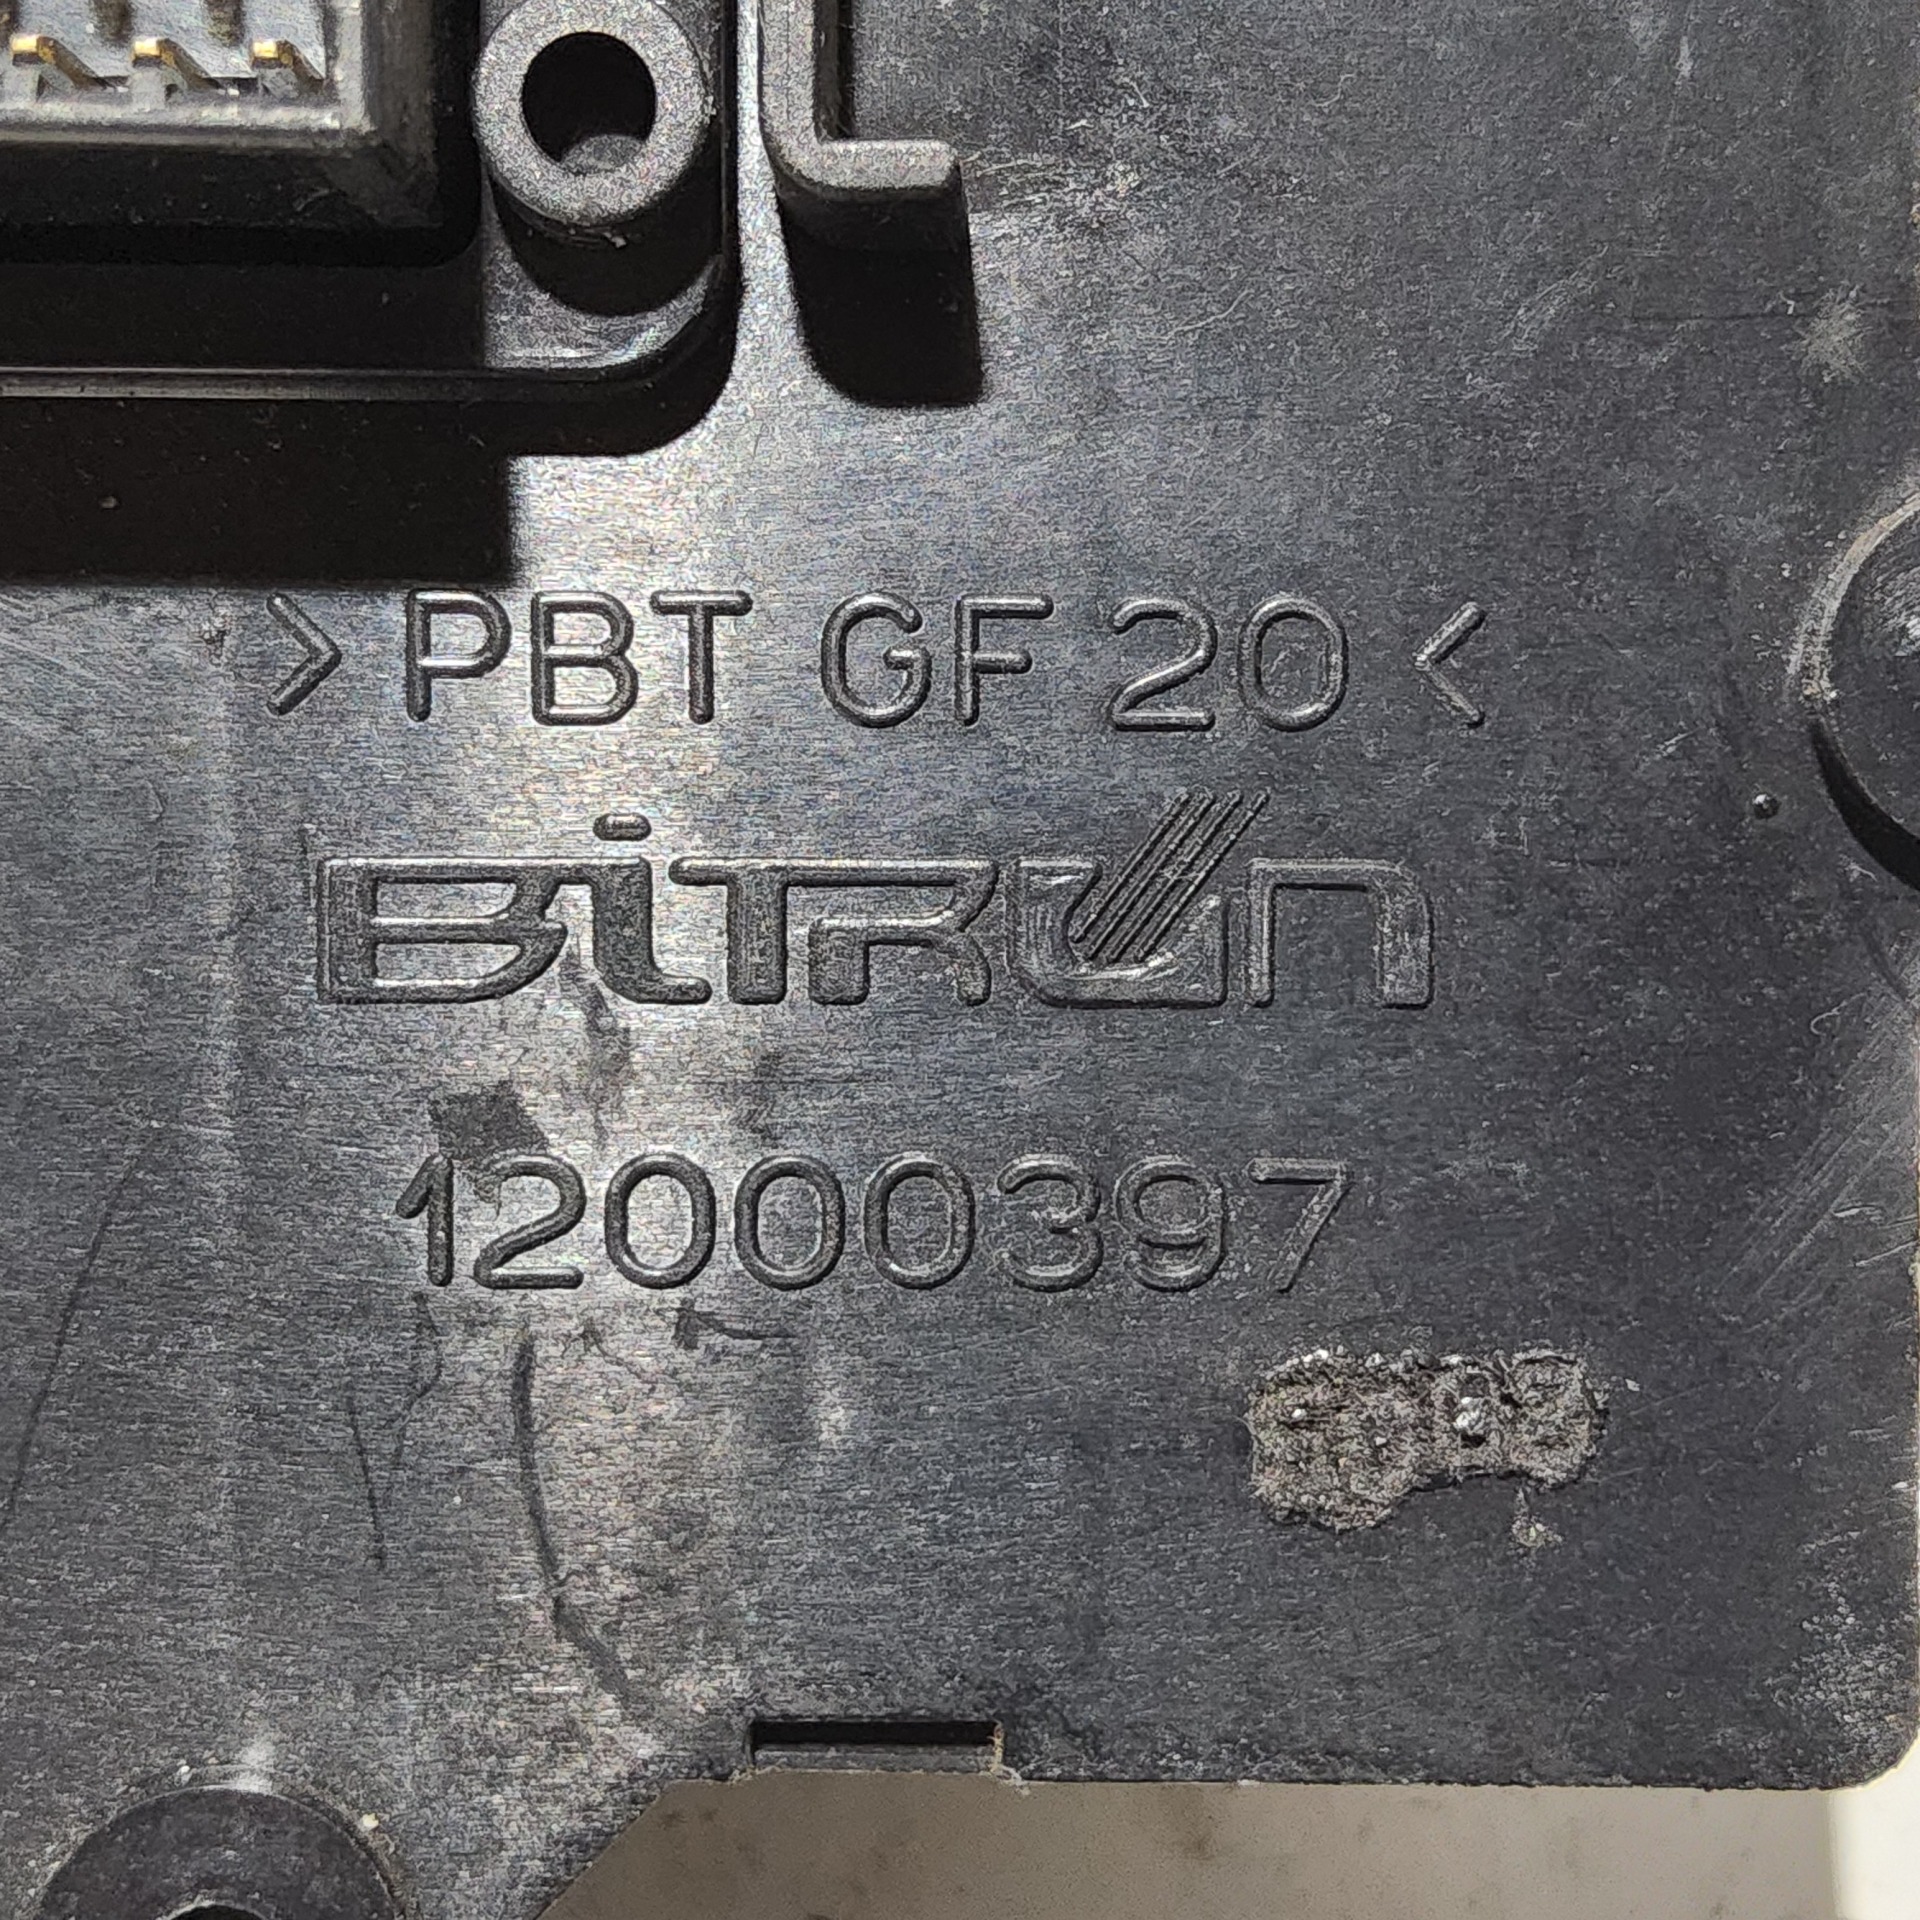 > PBT GF 20 <
BiTRON
12000397